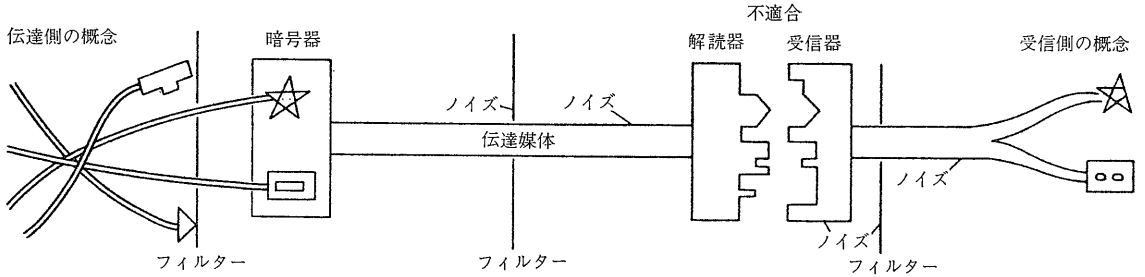 不適合
伝達側の概念
暗号器
解読器
受信器
受信側の概念
ノイズ
ノイズ
伝達媒体
ノイズ
ノイズ
フィルター
フィルター
フィルター